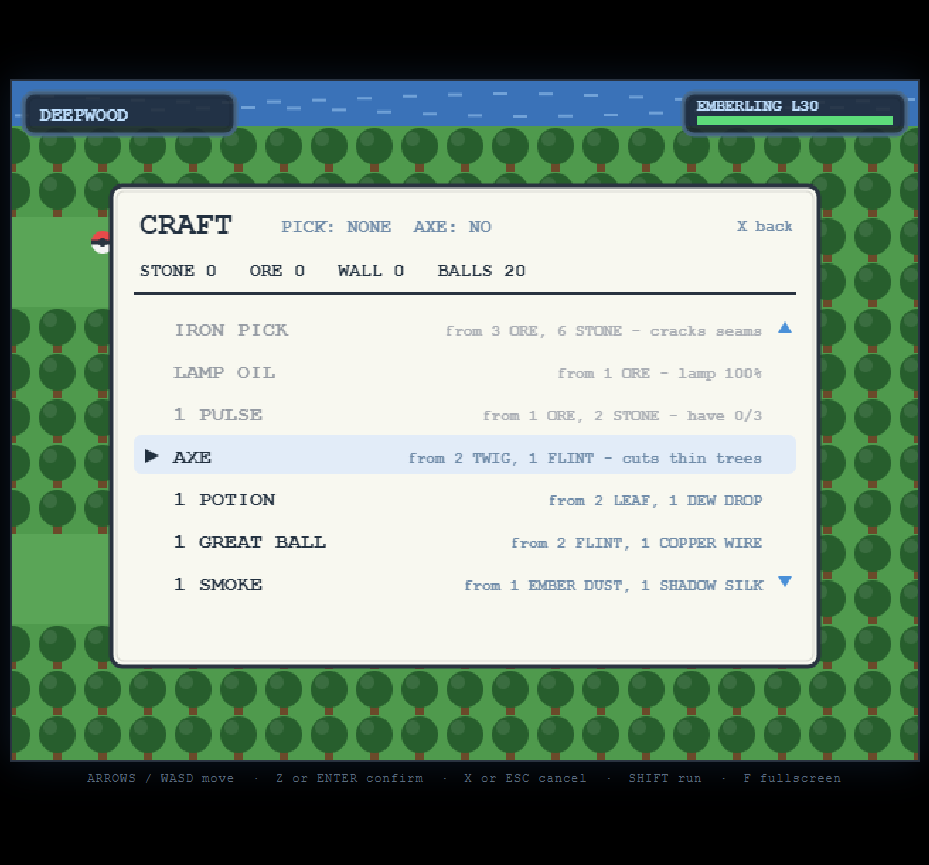 DEEPWOOD
EMBERLING L30
CRAFT PICK: NONE AXE: NO X back
STONE 0 ORE 0 WALL 0 BALLS 20
IRON PICK from 3 ORE, 6 STONE - cracks seams
LAMP OIL from 1 ORE - lamp 100%
1 PULSE from 1 ORE, 2 STONE - have 0/3
AXE from 2 TWIG, 1 FLINT - cuts thin trees
1 POTION from 2 LEAF, 1 DEW DROP
1 GREAT BALL from 2 FLINT, 1 COPPER WIRE
1 SMOKE from 1 EMBER DUST, 1 SHADOW SILK
ARROWS / WASD move · Z or ENTER confirm · X or ESC cancel · SHIFT run · F fullscreen